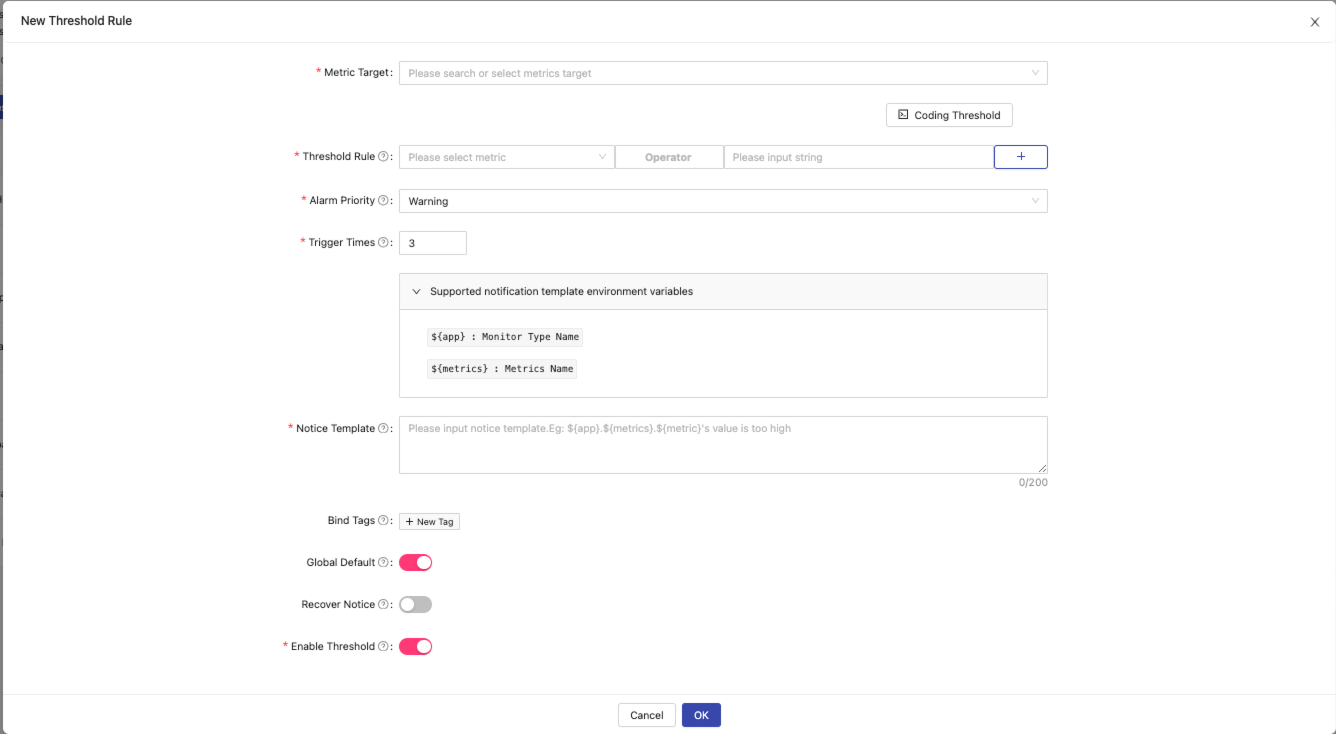 New Threshold Rule
* Metric Target: Please search or select metrics target
Coding Threshold
* Threshold Rule ? : Please select metric Operator Please input string +
* Alarm Priority ? : Warning
* Trigger Times ? : 3
Supported notification template environment variables
${app} : Monitor Type Name
${metrics} : Metrics Name
* Notice Template ? : Please input notice template.Eg: ${app}.${metrics}.${metric}'s value is too high
0/200
Bind Tags ? : + New Tag
Global Default ? :
Recover Notice ? :
* Enable Threshold ? :
Cancel OK